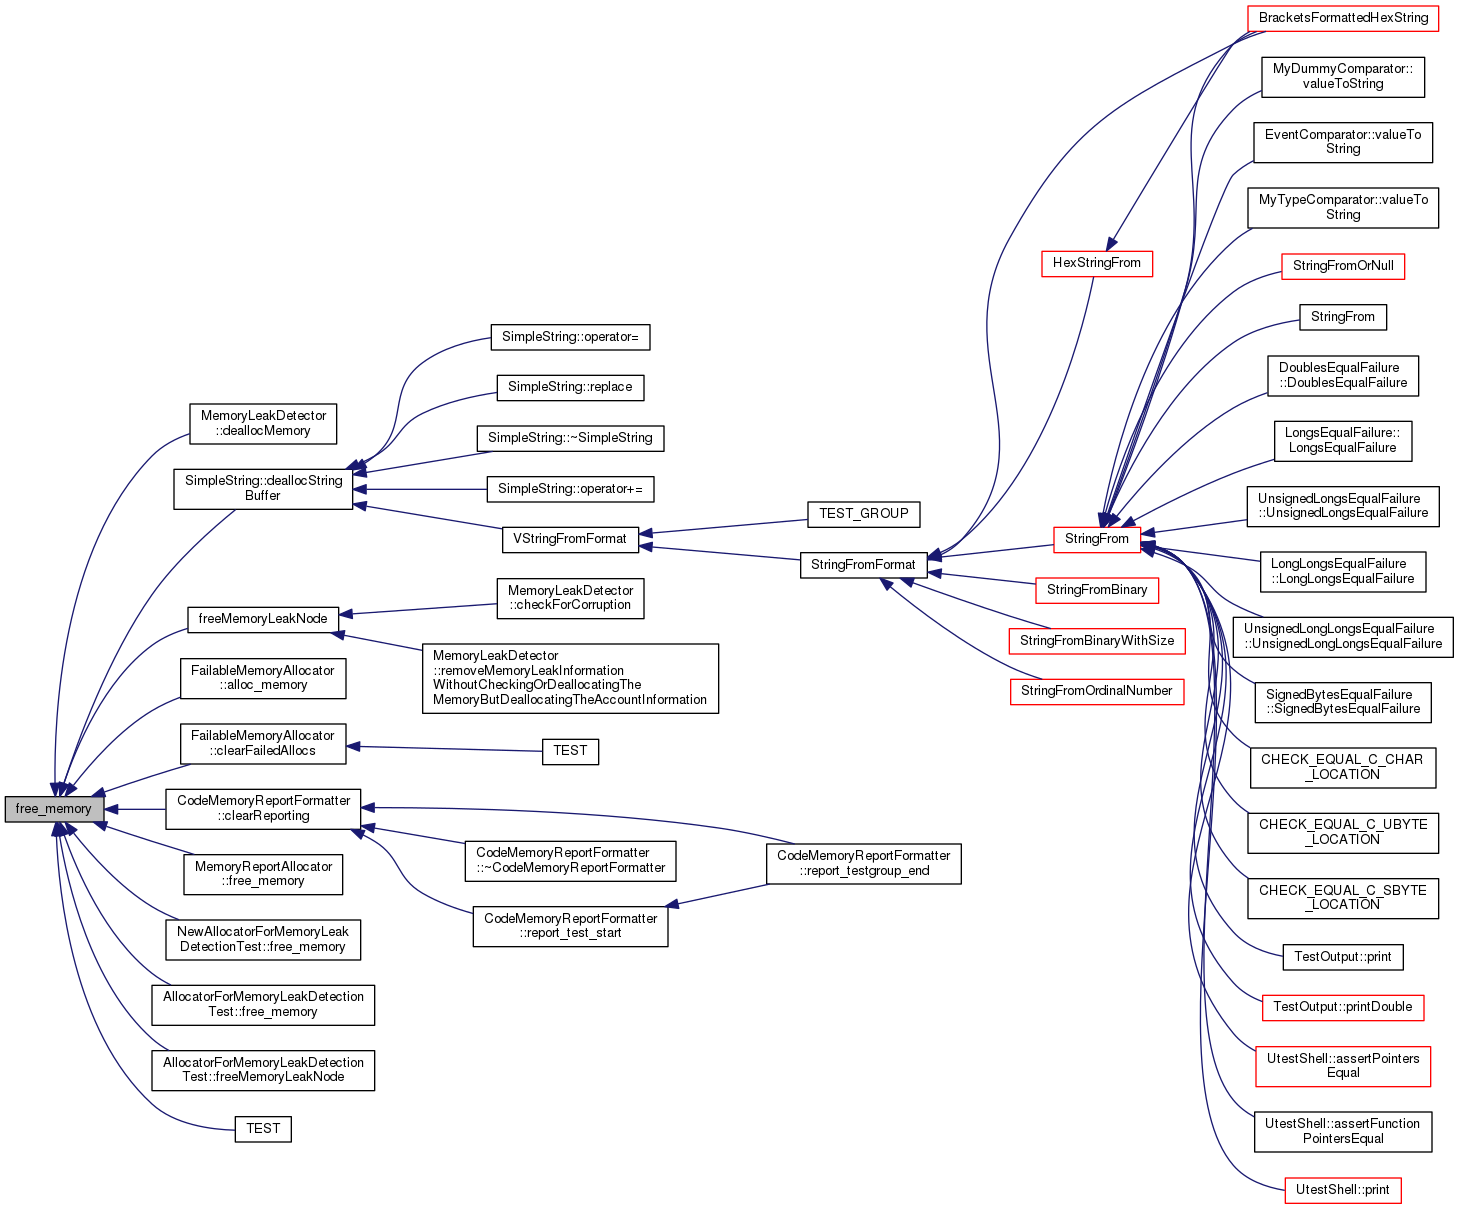 free_memory
MemoryLeakDetector
::deallocMemory
SimpleString::deallocString
Buffer
freeMemoryLeakNode
FailableMemoryAllocator
::alloc_memory
FailableMemoryAllocator
::clearFailedAllocs
CodeMemoryReportFormatter
::clearReporting
MemoryReportAllocator
::free_memory
NewAllocatorForMemoryLeak
DetectionTest::free_memory
AllocatorForMemoryLeakDetection
Test::free_memory
AllocatorForMemoryLeakDetection
Test::freeMemoryLeakNode
TEST
SimpleString::operator=
SimpleString::replace
SimpleString::~SimpleString
SimpleString::operator+=
VStringFromFormat
MemoryLeakDetector
::checkForCorruption
MemoryLeakDetector
::removeMemoryLeakInformation
WithoutCheckingOrDeallocatingThe
MemoryButDeallocatingTheAccountInformation
TEST
CodeMemoryReportFormatter
::~CodeMemoryReportFormatter
CodeMemoryReportFormatter
::report_test_start
TEST_GROUP
StringFromFormat
CodeMemoryReportFormatter
::report_testgroup_end
HexStringFrom
StringFrom
StringFromBinary
StringFromBinaryWithSize
StringFromOrdinalNumber
BracketsFormattedHexString
MyDummyComparator::
valueToString
EventComparator::valueTo
String
MyTypeComparator::valueTo
String
StringFromOrNull
StringFrom
DoublesEqualFailure
::DoublesEqualFailure
LongsEqualFailure::
LongsEqualFailure
UnsignedLongsEqualFailure
::UnsignedLongsEqualFailure
LongLongsEqualFailure
::LongLongsEqualFailure
UnsignedLongLongsEqualFailure
::UnsignedLongLongsEqualFailure
SignedBytesEqualFailure
::SignedBytesEqualFailure
CHECK_EQUAL_C_CHAR
_LOCATION
CHECK_EQUAL_C_UBYTE
_LOCATION
CHECK_EQUAL_C_SBYTE
_LOCATION
TestOutput::print
TestOutput::printDouble
UtestShell::assertPointers
Equal
UtestShell::assertFunction
PointersEqual
UtestShell::print